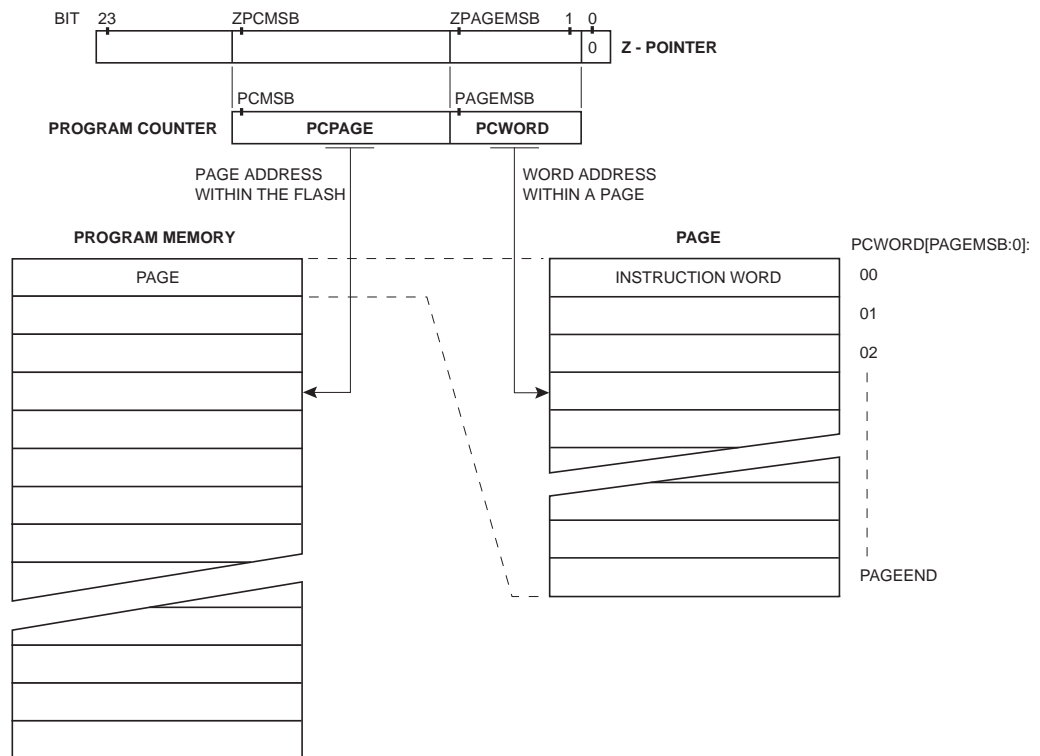 BIT 23 ZPCMSB ZPAGEMSB 1 0
0 Z - POINTER
PCMSB PAGEMSB
PROGRAM COUNTER PCPAGE PCWORD
PAGE ADDRESS
WITHIN THE FLASH
WORD ADDRESS
WITHIN A PAGE
PROGRAM MEMORY
PAGE
PAGE
INSTRUCTION WORD
PCWORD[PAGEMSB:0]:
00
01
02
PAGEEND